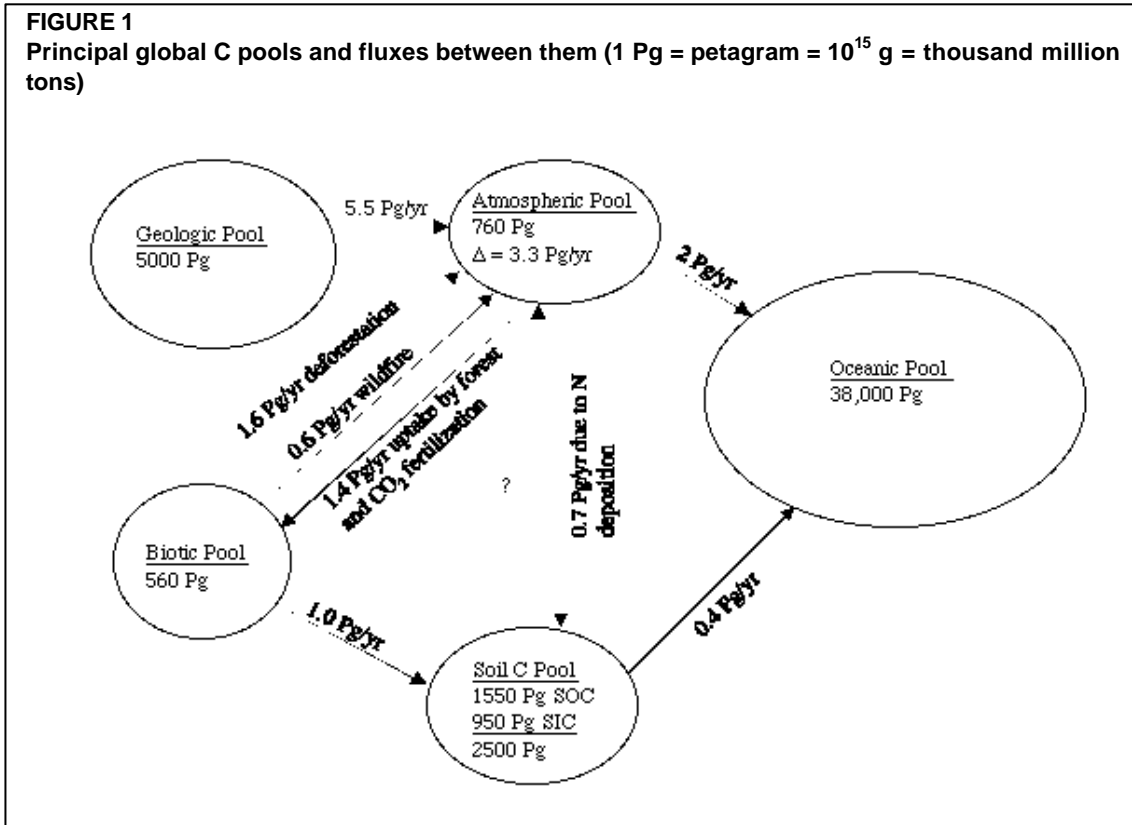 FIGURE 1
Principal global C pools and fluxes between them (1 Pg = petagram = 10^15 g = thousand million
tons)
Geologic Pool
5000 Pg
5.5 Pg/yr
Atmospheric Pool
760 Pg
Δ = 3.3 Pg/yr
2 Pg/yr
Oceanic Pool
38,000 Pg
1.6 Pg/yr deforestation
0.6 Pg/yr wildfire
1.4 Pg/yr uptake by forest
and CO₂ fertilization
?
0.7 Pg/yr due to N
deposition
Biotic Pool
560 Pg
1.0 Pg/yr
0.4 Pg/yr
Soil C Pool
1550 Pg SOC
950 Pg SIC
2500 Pg